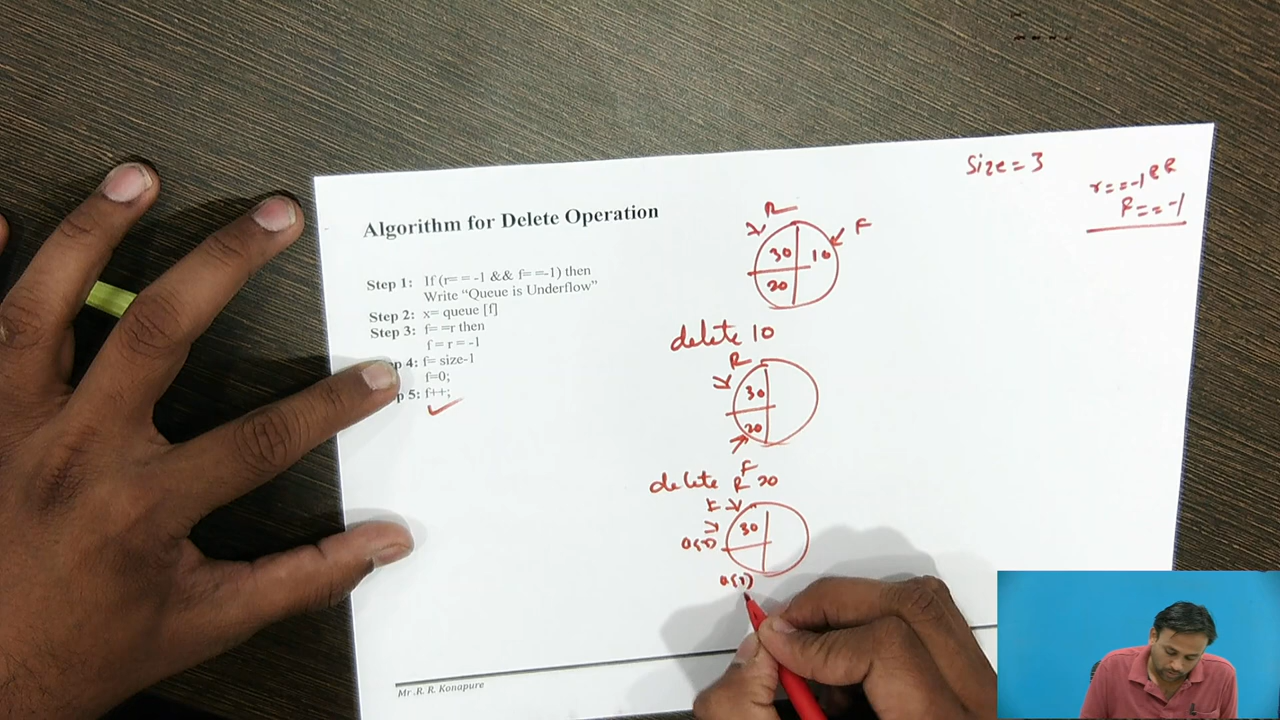 Size = 3
r = = -1 &&
F = = -1
Algorithm for Delete Operation
Step 1: If (r= = -1 && f= =-1) then
Write “Queue is Underflow”
Step 2: x= queue [f]
Step 3: f= =r then
f = r = -1
p 4: f= size-1
f=0;
p 5: f++;
R
F
30 10
20
delete 10
R
30
20
F
delete 20
R
F
30
Mr .R. R. Konapure